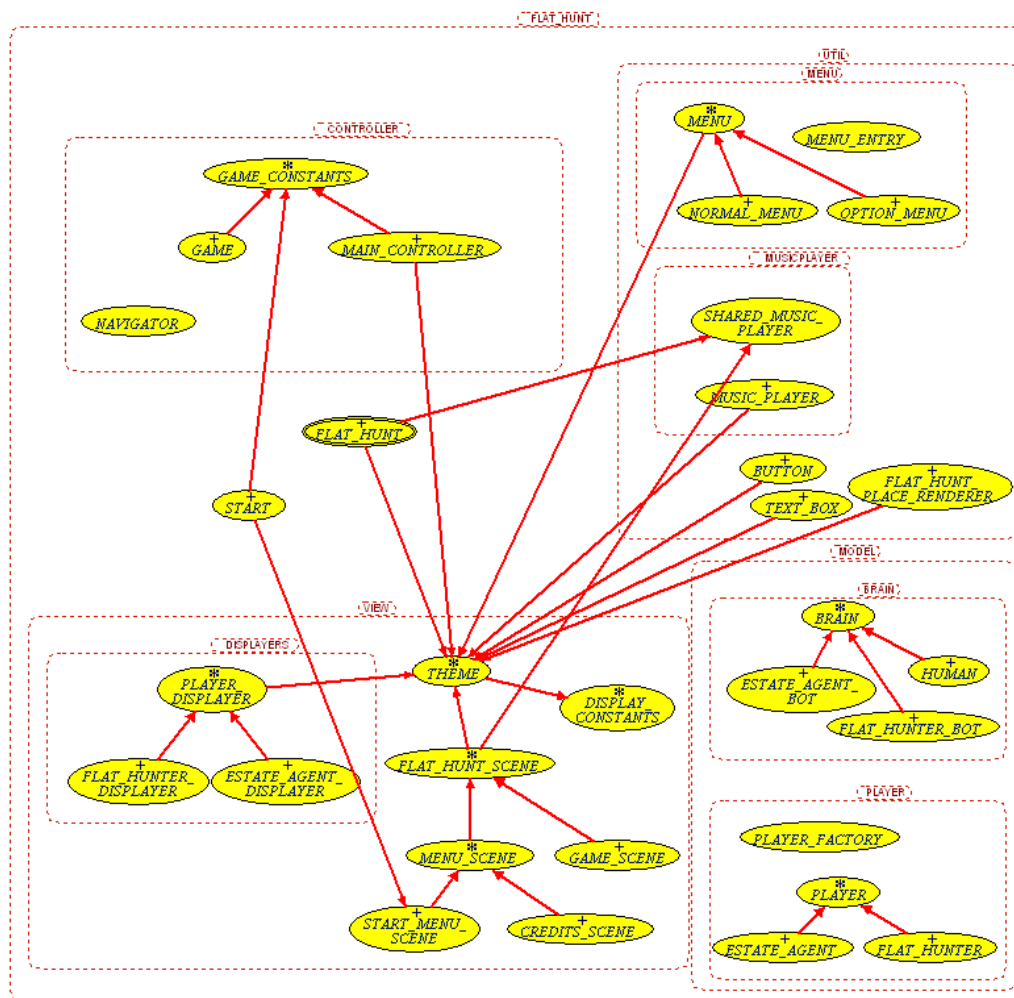 FLAT_HUNT
UTIL
MENU
*
MENU
MENU_ENTRY
+
NORMAL_MENU
+
OPTION_MENU
CONTROLLER
*
GAME_CONSTANTS
+
GAME
+
MAIN_CONTROLLER
NAVIGATOR
MUSICPLAYER
SHARED_MUSIC_
PLAYER
+
MUSIC_PLAYER
+
FLAT_HUNT
+
START
+
BUTTON
+
TEXT_BOX
+
FLAT_HUNT_
PLACE_RENDERER
MODEL
BRAIN
*
BRAIN
+
ESTATE_AGENT_
BOT
+
HUMAN
+
FLAT_HUNTER_BOT
PLAYER
PLAYER_FACTORY
*
PLAYER
+
ESTATE_AGENT
+
FLAT_HUNTER
VIEW
DISPLAYERS
*
PLAYER_
DISPLAYER
+
FLAT_HUNTER_
DISPLAYER
+
ESTATE_AGENT_
DISPLAYER
*
THEME
*
DISPLAY_
CONSTANTS
*
FLAT_HUNT_SCENE
*
MENU_SCENE
+
GAME_SCENE
+
START_MENU_
SCENE
+
CREDITS_SCENE